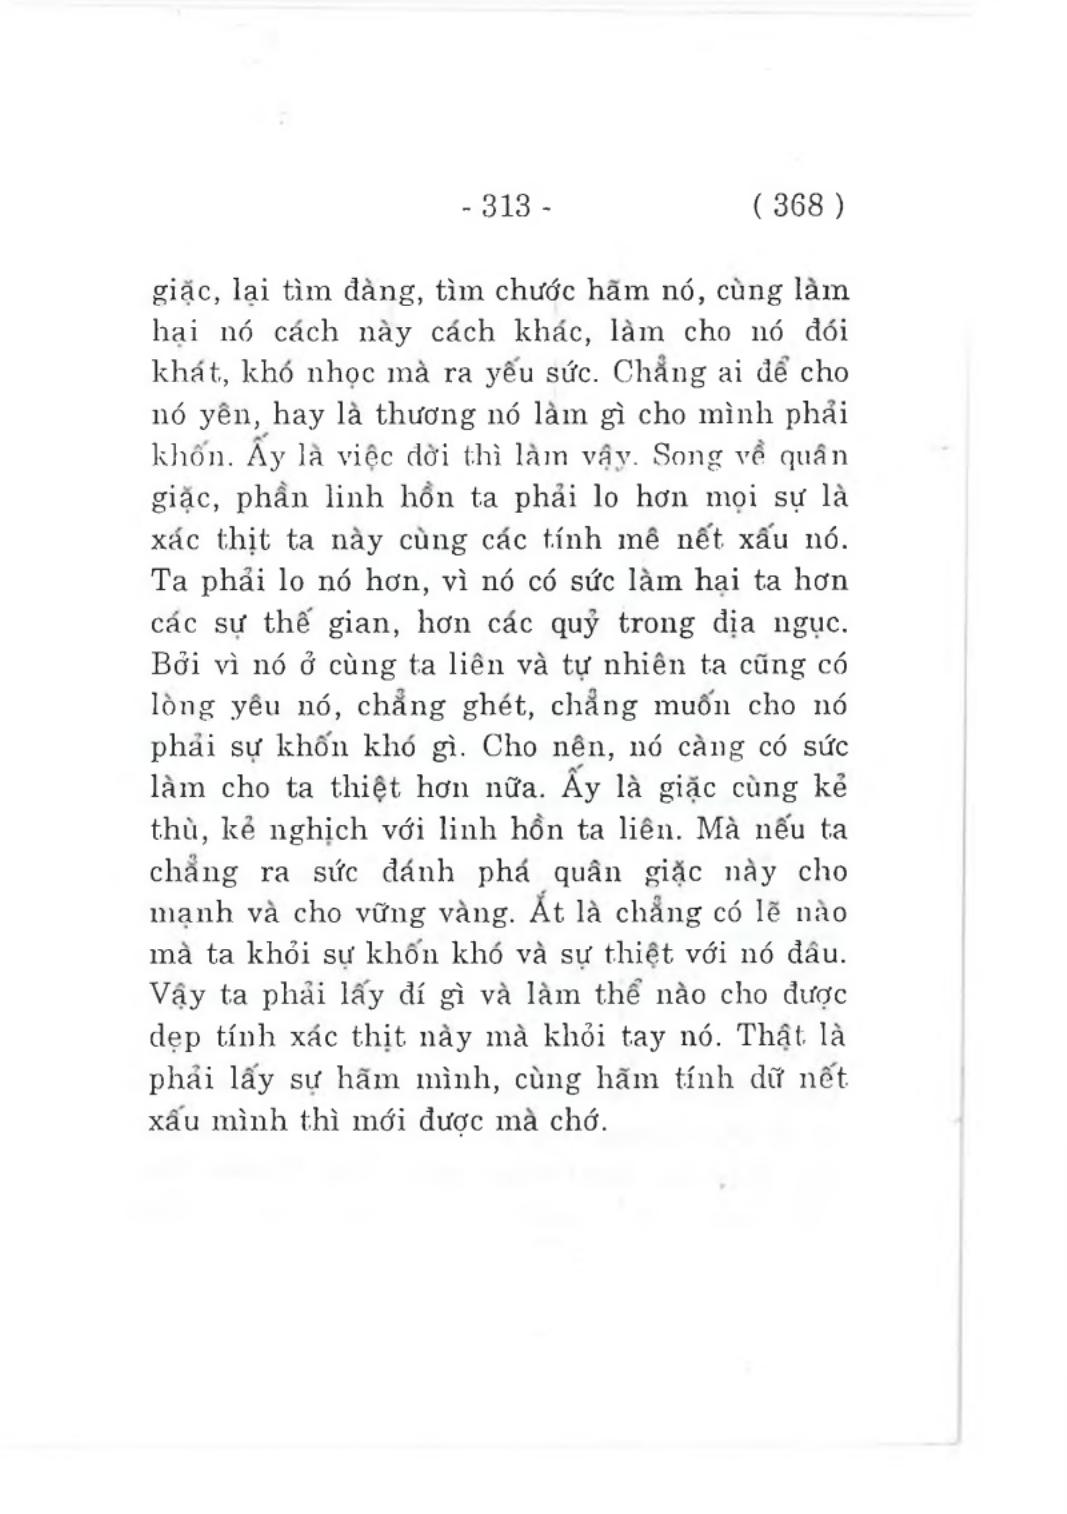 - 313 - ( 368 )
giặc, lại tìm đàng, tìm chước hãm nó, cùng làm
hại nó cách này cách khác, làm cho nó đói
khát, khó nhọc mà ra yếu sức. Chẳng ai để cho
nó yên, hay là thương nó làm gì cho mình phải
khốn. Ấy là việc đời thì làm vậy. Song về quân
giặc, phần linh hồn ta phải lo hơn mọi sự là
xác thịt ta này cùng các tính mê nết xấu nó.
Ta phải lo nó hơn, vì nó có sức làm hại ta hơn
các sự thế gian, hơn các quỷ trong địa ngục.
Bởi vì nó ở cùng ta liên và tự nhiên ta cũng có
lòng yêu nó, chẳng ghét, chẳng muốn cho nó
phải sự khốn khó gì. Cho nên, nó càng có sức
làm cho ta thiệt hơn nữa. Ấy là giặc cùng kẻ
thù, kẻ nghịch với linh hồn ta liên. Mà nếu ta
chẳng ra sức đánh phá quân giặc này cho
mạnh và cho vững vàng. Ắt là chẳng có lẽ nào
mà ta khỏi sự khốn khó và sự thiệt với nó đâu.
Vậy ta phải lấy đí gì và làm thể nào cho được
dẹp tính xác thịt này mà khỏi tay nó. Thật là
phải lấy sự hãm mình, cùng hãm tính dữ nết
xấu mình thì mới được mà chớ.